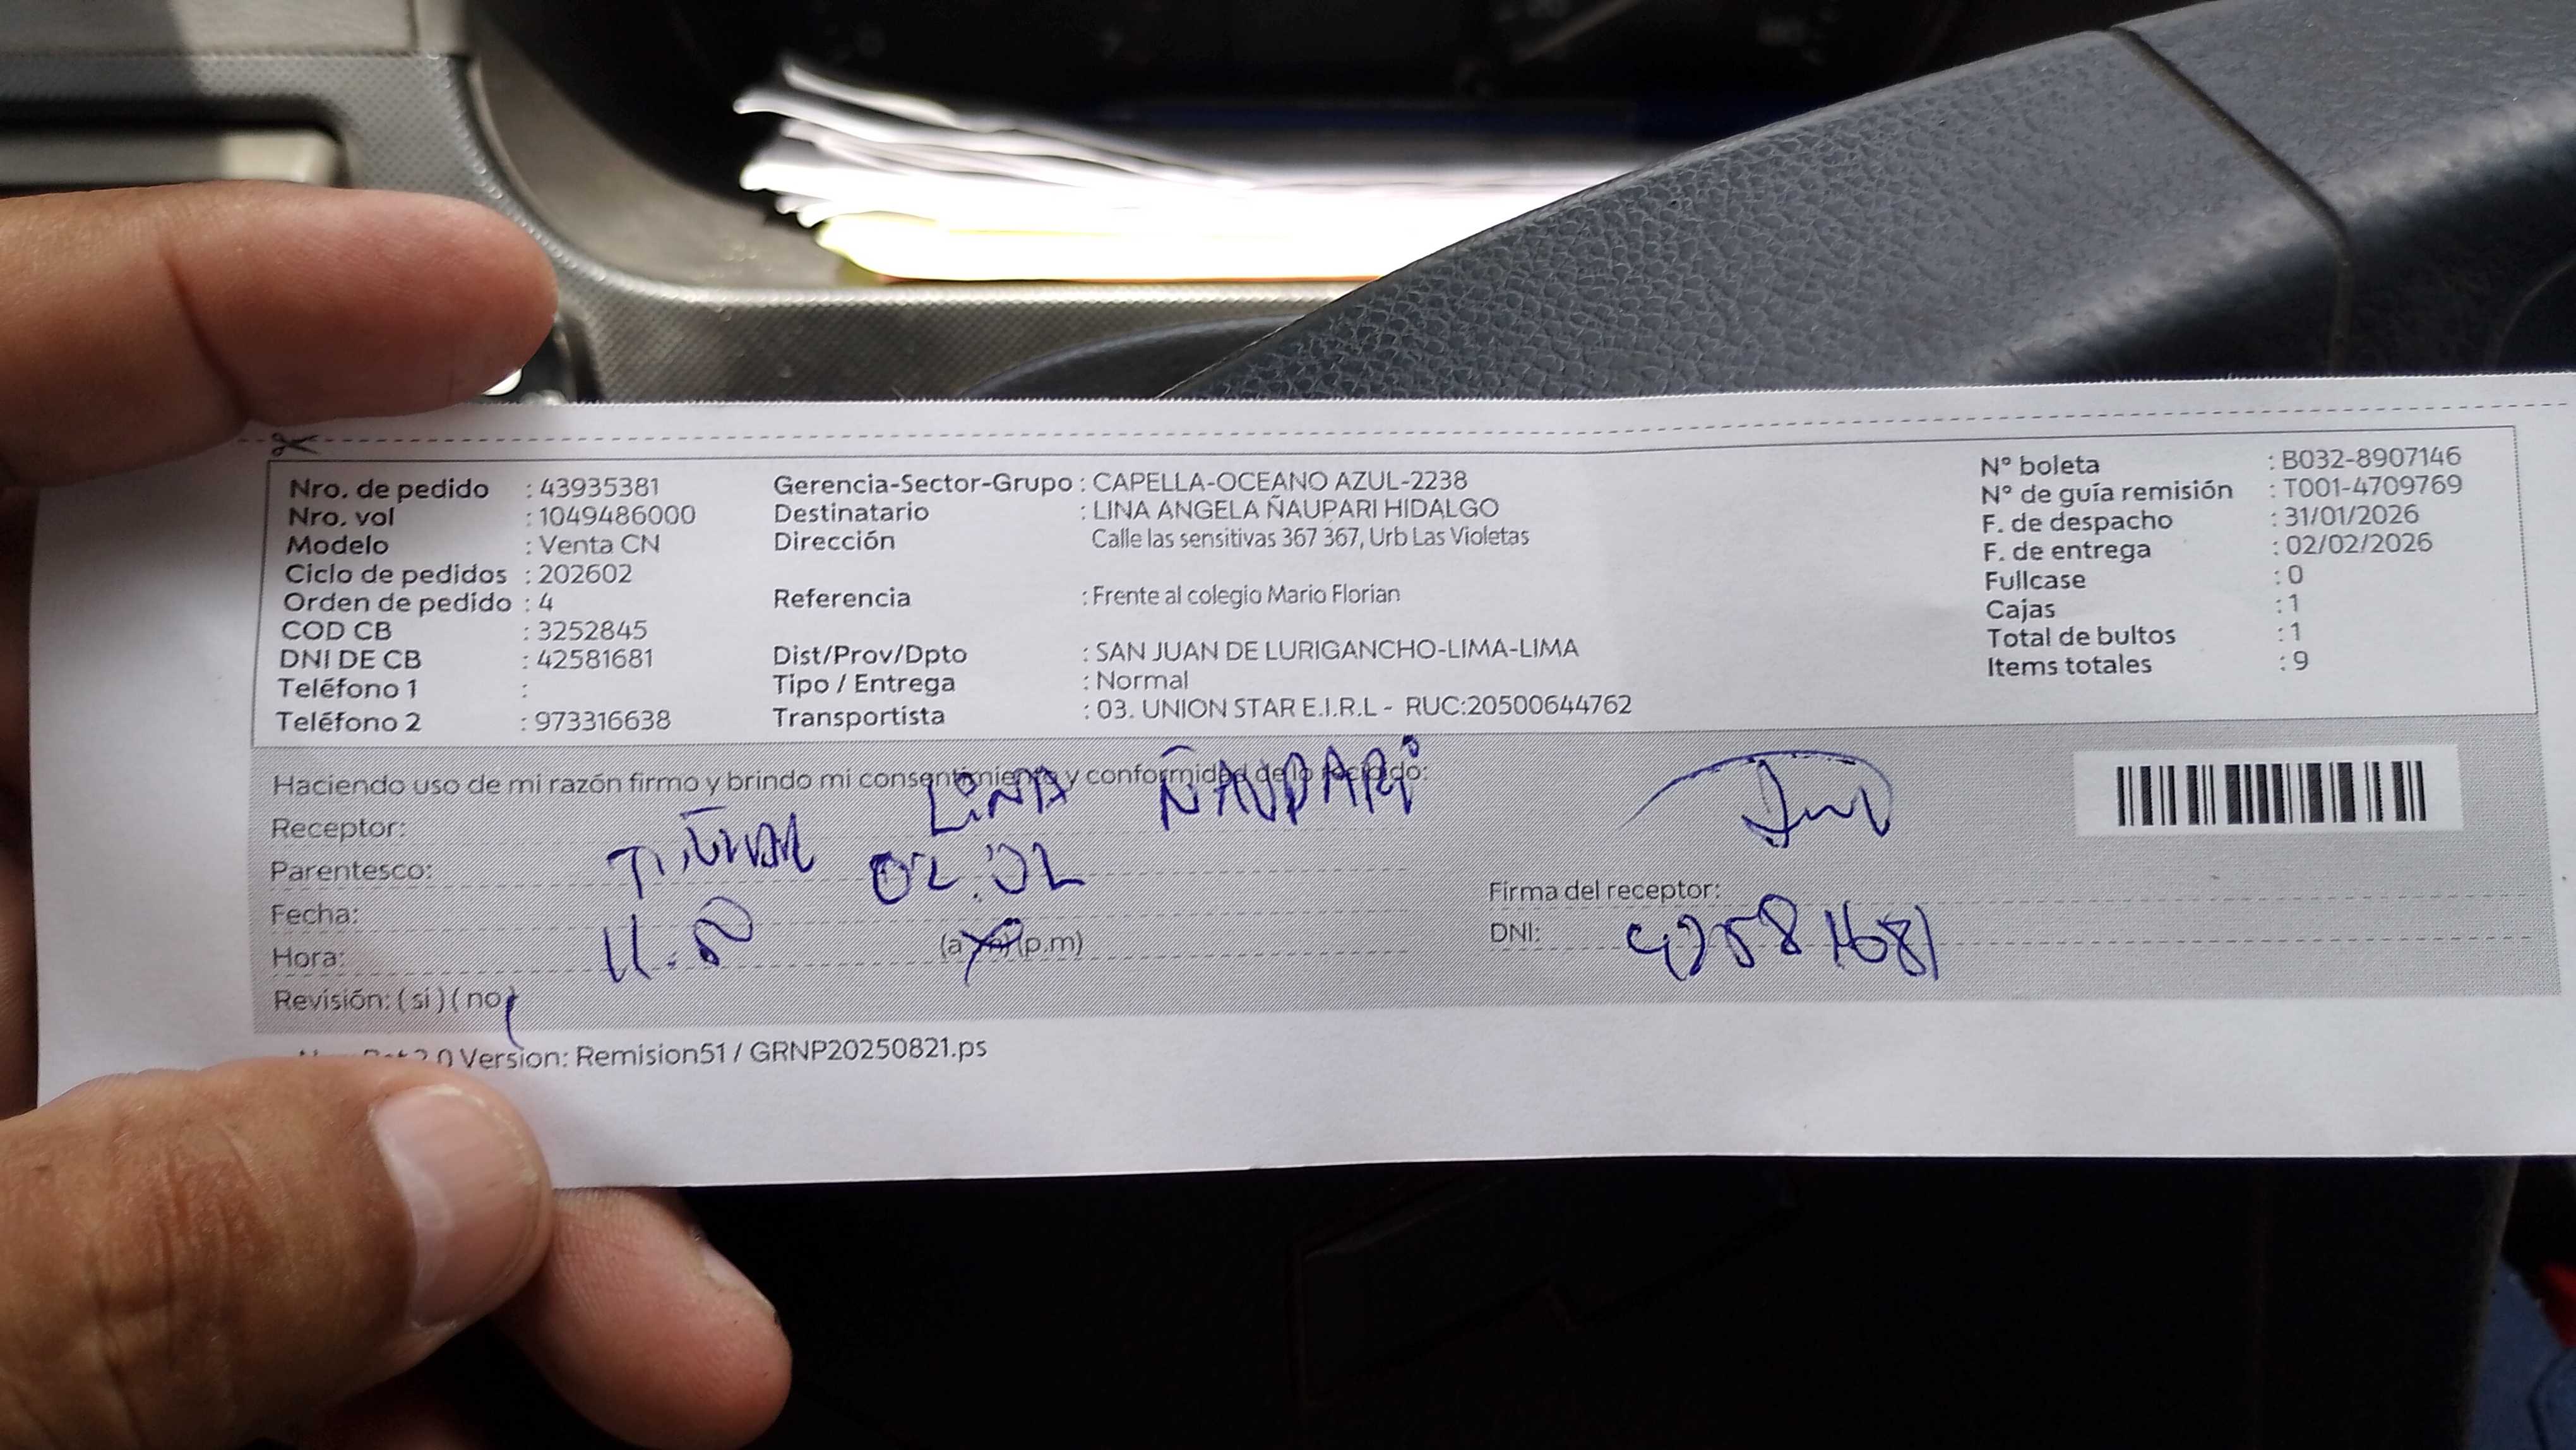 Nro. de pedido : 43935381
Nro. vol : 1049486000
Modelo : Venta CN
Ciclo de pedidos : 202602
Orden de pedido : 4
COD CB : 3252845
DNI DE CB : 42581681
Teléfono 1 :
Teléfono 2 : 973316638
Gerencia-Sector-Grupo : CAPELLA-OCEANO AZUL-2238
Destinatario : LINA ANGELA ÑAUPARI HIDALGO
Dirección Calle las sensitivas 367 367, Urb Las Violetas
Referencia : Frente al colegio Mario Florian
Dist/Prov/Dpto : SAN JUAN DE LURIGANCHO-LIMA-LIMA
Tipo / Entrega : Normal
Transportista : 03. UNION STAR E.I.R.L - RUC:20500644762
N° boleta : B032-8907146
N° de guía remisión : T001-4709769
F. de despacho : 31/01/2026
F. de entrega : 02/02/2026
Fullcase : 0
Cajas : 1
Total de bultos : 1
Items totales : 9
Haciendo uso de mi razón firmo y brindo mi consentimiento y conformidad de lo recibido:
Receptor: LINA ÑAUPARI
Parentesco:
Fecha: 02.02
Hora: (a.m) (p.m)
Revisión: ( si ) ( no )
Firma del receptor:
DNI: 42581681
2.0 Version: Remision51 / GRNP20250821.ps